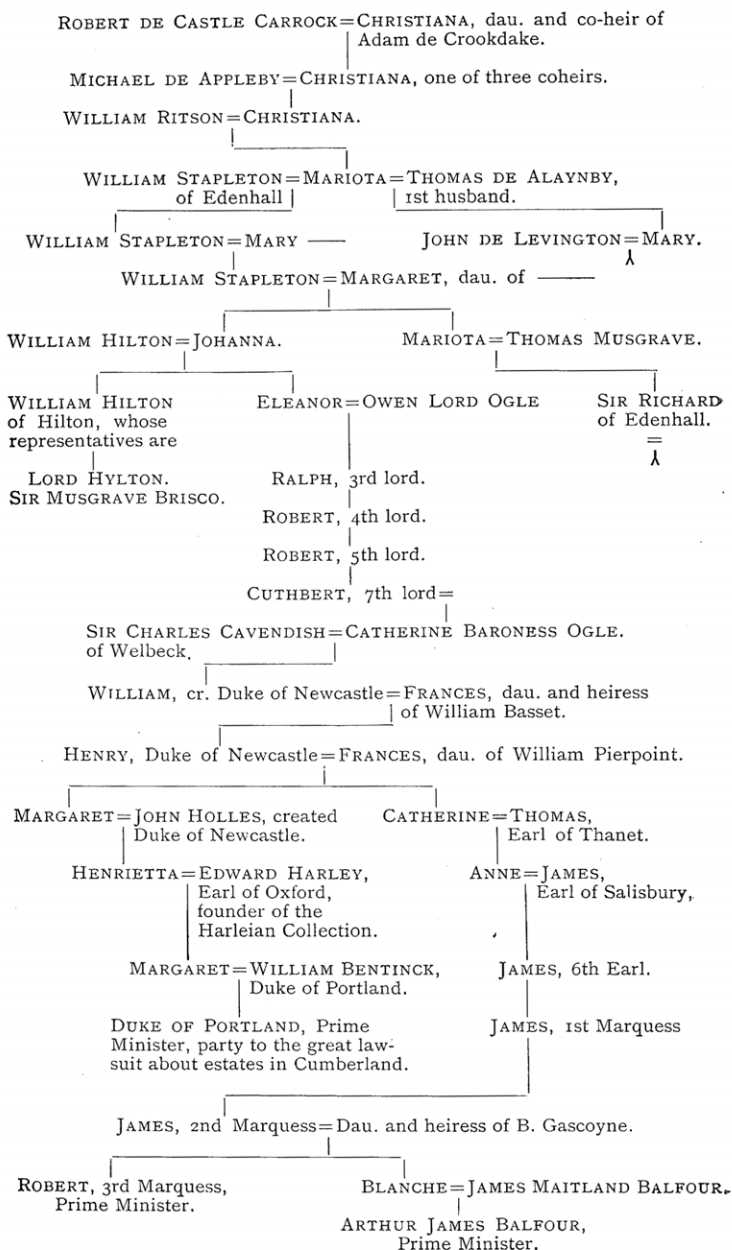 ROBERT DE CASTLE CARROCK=CHRISTIANA, dau. and co-heir of
Adam de Crookdake.
MICHAEL DE APPLEBY=CHRISTIANA, one of three coheirs.
WILLIAM RITSON=CHRISTIANA.
WILLIAM STAPLETON=MARIOTA=THOMAS DE ALAYNBY,
of Edenhall 1st husband.
WILLIAM STAPLETON=MARY —— JOHN DE LEVINGTON=MARY.
WILLIAM STAPLETON=MARGARET, dau. of ——
WILLIAM HILTON=JOHANNA. MARIOTA=THOMAS MUSGRAVE.
WILLIAM HILTON ELEANOR=OWEN LORD OGLE SIR RICHARD
of Hilton, whose of Edenhall.
representatives are =
LORD HYLTON. RALPH, 3rd lord.
SIR MUSGRAVE BRISCO.
ROBERT, 4th lord.
ROBERT, 5th lord.
CUTHBERT, 7th lord=
SIR CHARLES CAVENDISH=CATHERINE BARONESS OGLE.
of Welbeck.
WILLIAM, cr. Duke of Newcastle=FRANCES, dau. and heiress
of William Basset.
HENRY, Duke of Newcastle=FRANCES, dau. of William Pierpoint.
MARGARET=JOHN HOLLES, created CATHERINE=THOMAS,
Duke of Newcastle. Earl of Thanet.
HENRIETTA=EDWARD HARLEY, ANNE=JAMES,
Earl of Oxford, Earl of Salisbury,
founder of the
Harleian Collection.
MARGARET=WILLIAM BENTINCK, JAMES, 6th Earl.
Duke of Portland.
DUKE OF PORTLAND, Prime JAMES, 1st Marquess
Minister, party to the great law-
suit about estates in Cumberland.
JAMES, 2nd Marquess=Dau. and heiress of B. Gascoyne.
ROBERT, 3rd Marquess, BLANCHE=JAMES MAITLAND BALFOUR.
Prime Minister.
ARTHUR JAMES BALFOUR,
Prime Minister.